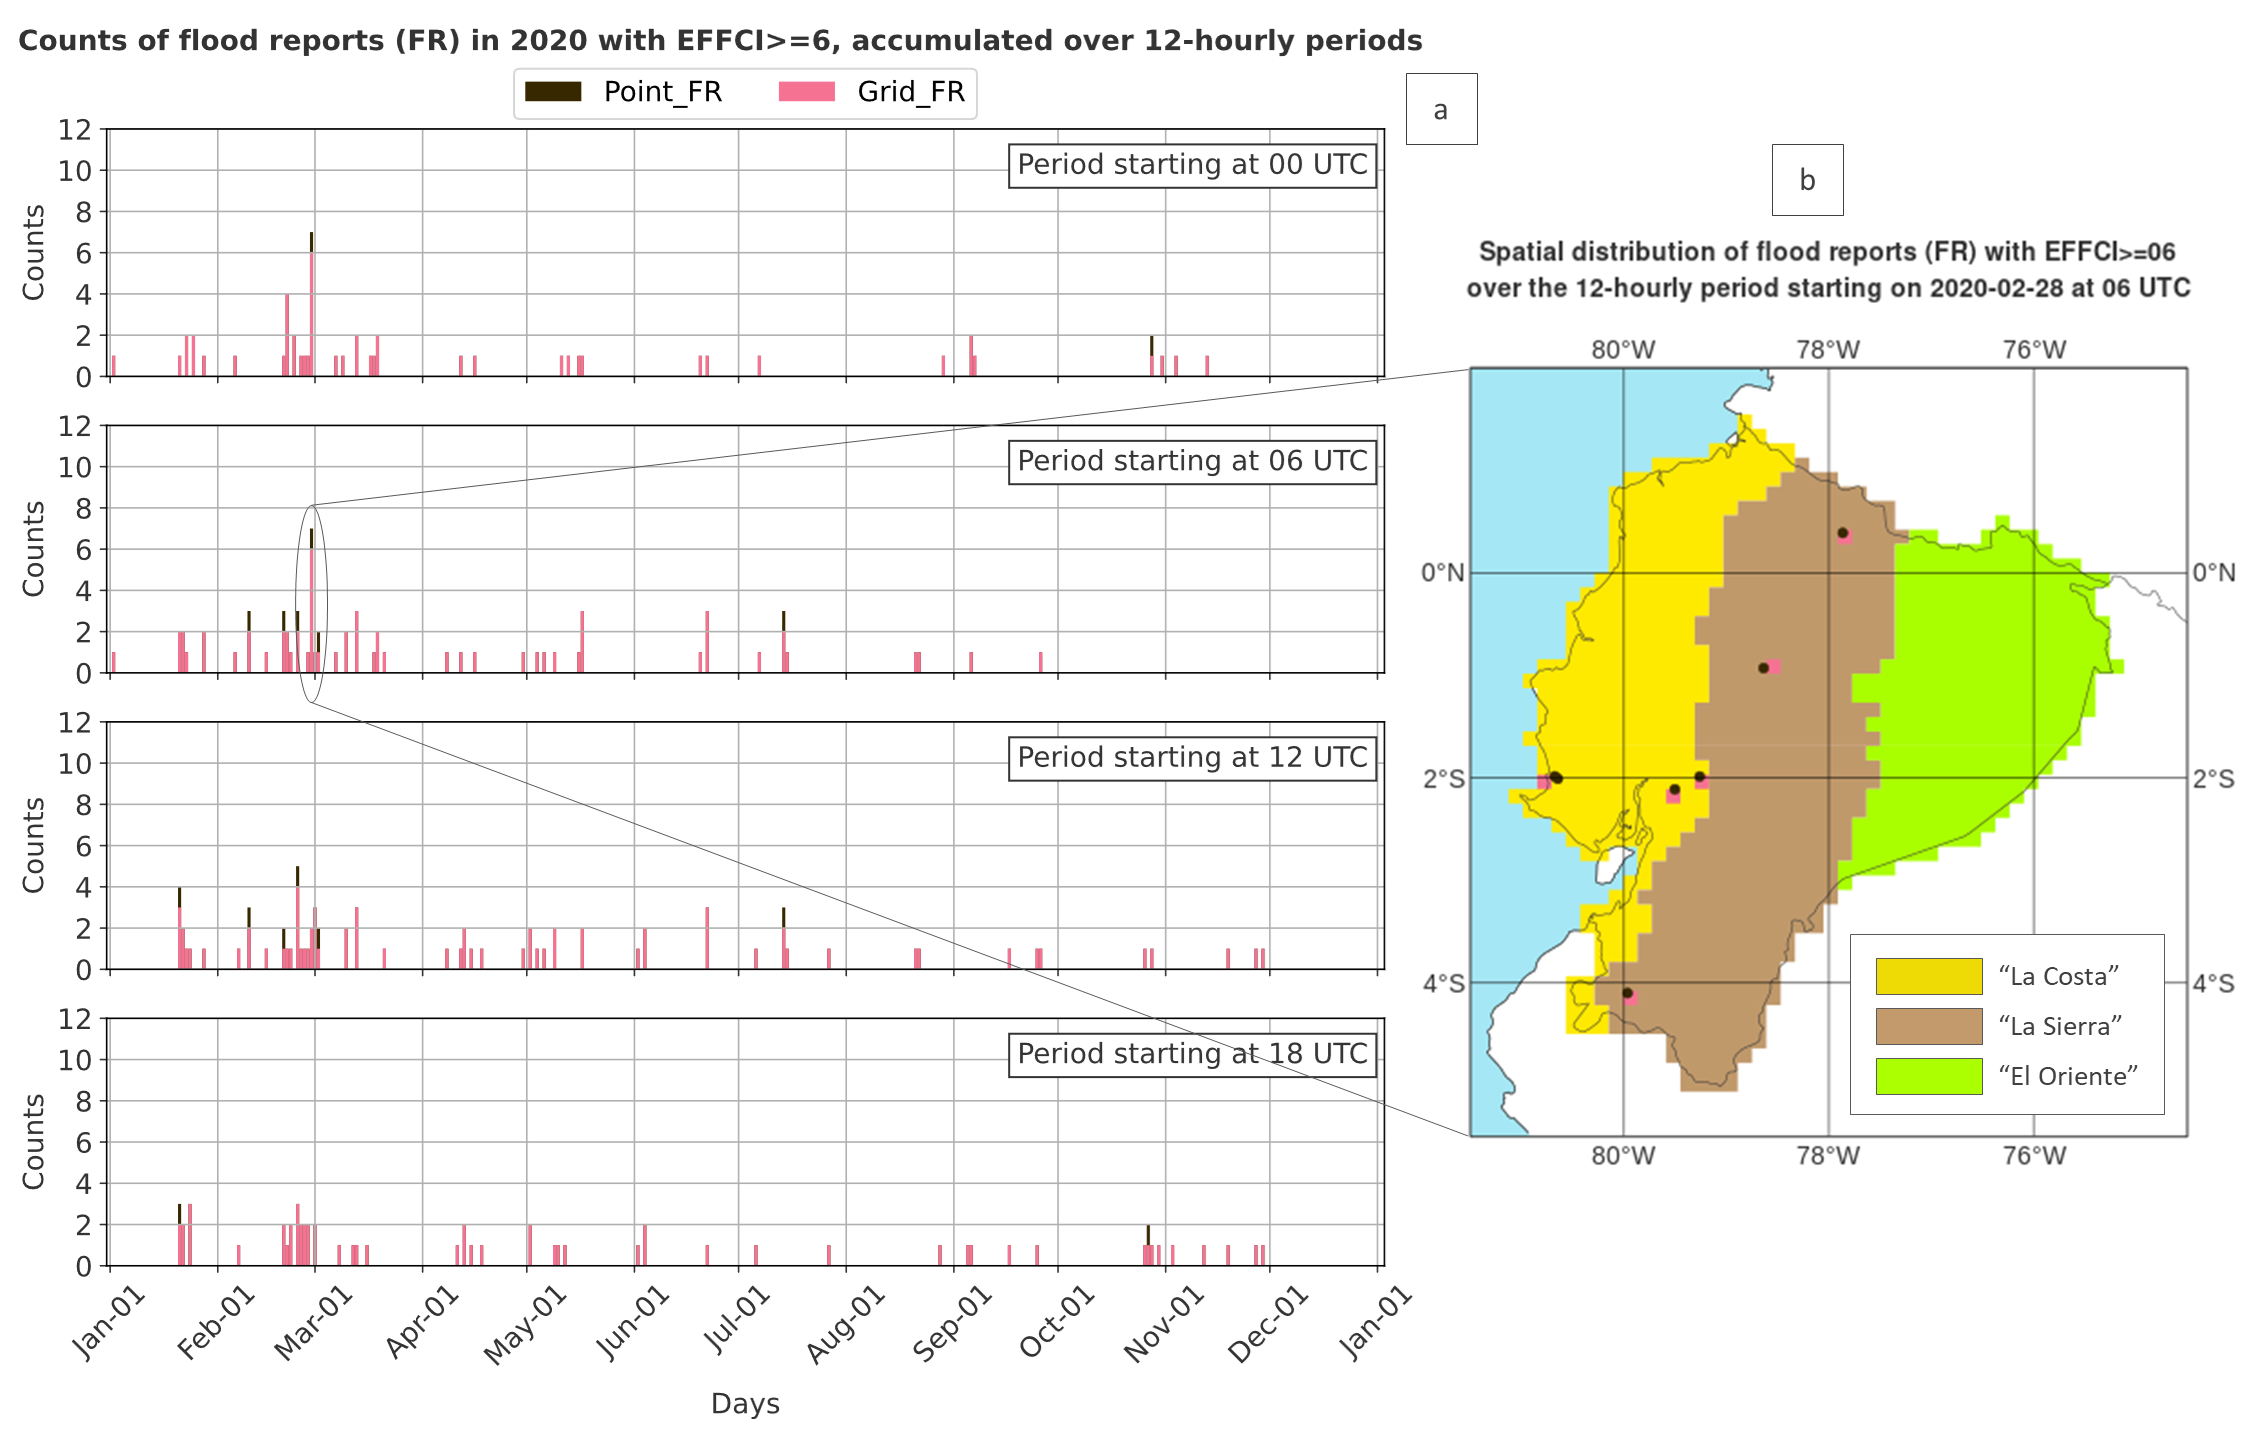 Counts of flood reports (FR) in 2020 with EFFCI>=6, accumulated over 12-hourly periods
Point_FR Grid_FR
a
12
10
8
6
4
2
0
Counts
Period starting at 00 UTC
12
10
8
6
4
2
0
Counts
Period starting at 06 UTC
12
10
8
6
4
2
0
Counts
Period starting at 12 UTC
12
10
8
6
4
2
0
Counts
Period starting at 18 UTC
Jan-01 Feb-01 Mar-01 Apr-01 May-01 Jun-01 Jul-01 Aug-01 Sep-01 Oct-01 Nov-01 Dec-01 Jan-01
Days
b
Spatial distribution of flood reports (FR) with EFFCI>=06
over the 12-hourly period starting on 2020-02-28 at 06 UTC
80°W 78°W 76°W
0°N 0°N
2°S 2°S
4°S 4°S
“La Costa”
“La Sierra”
“El Oriente”
80°W 78°W 76°W